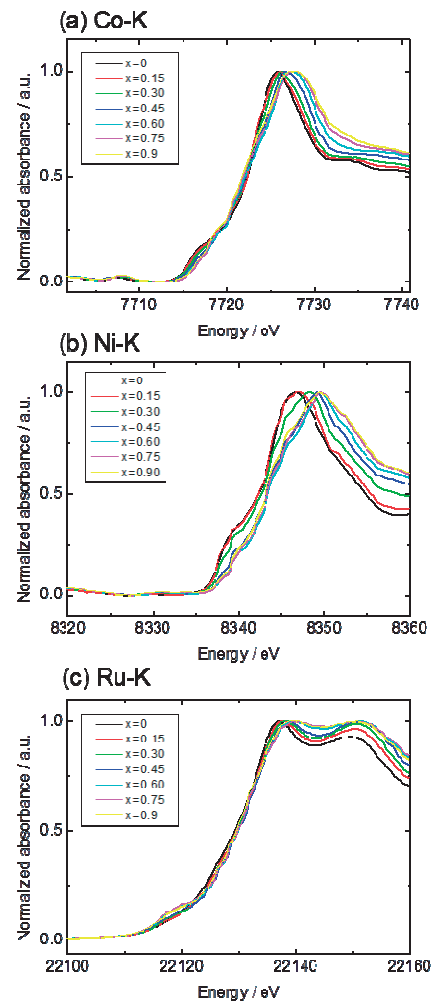 (a) Co-K
Normalized absorbance / a.u.
1.0
0.5
0.0
x=0
x=0.15
x=0.30
x=0.45
x=0.60
x=0.75
x=0.9
7710
7720
7730
7740
Energy / eV
(b) Ni-K
Normalized absorbance / a.u.
1.0
0.5
0.0
x=0
x=0.15
x=0.30
x=0.45
x=0.60
x=0.75
x=0.90
8320
8330
8340
8350
8360
Energy / eV
(c) Ru-K
Normalized absorbance / a.u.
1.0
0.5
0.0
x=0
x=0.15
x=0.30
x=0.45
x=0.60
x=0.75
x=0.9
22100
22120
22140
22160
Energy / eV